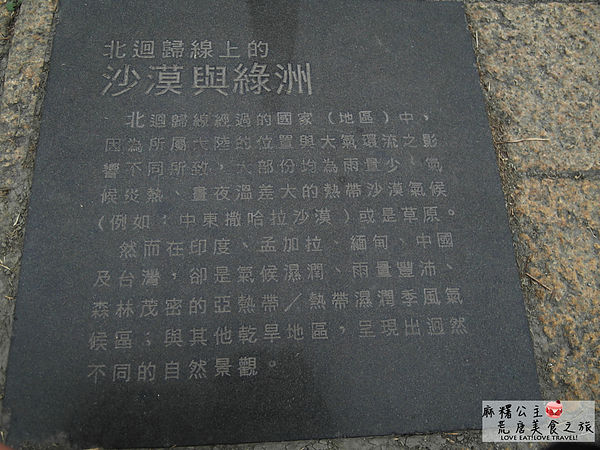 北迴歸線上的
沙漠與綠洲
北迴歸線經過的國家（地區）中、
因為所屬大陸的位置與大氣環流之影
響不同所致，大部份均為雨量少、氣
候炎熱、晝夜溫差大的熱帶沙漠氣候
（例如：中東撒哈拉沙漠）或是草原。
然而在印度、孟加拉、緬甸、中國
及台灣，卻是氣候濕潤、雨量豐沛、
森林茂密的亞熱帶／熱帶濕潤季風氣
候區；與其他乾旱地區，呈現出迥然
不同的自然景觀。
麻糬公主
荒唐美食之旅
LOVE EAT!LOVE TRAVEL!